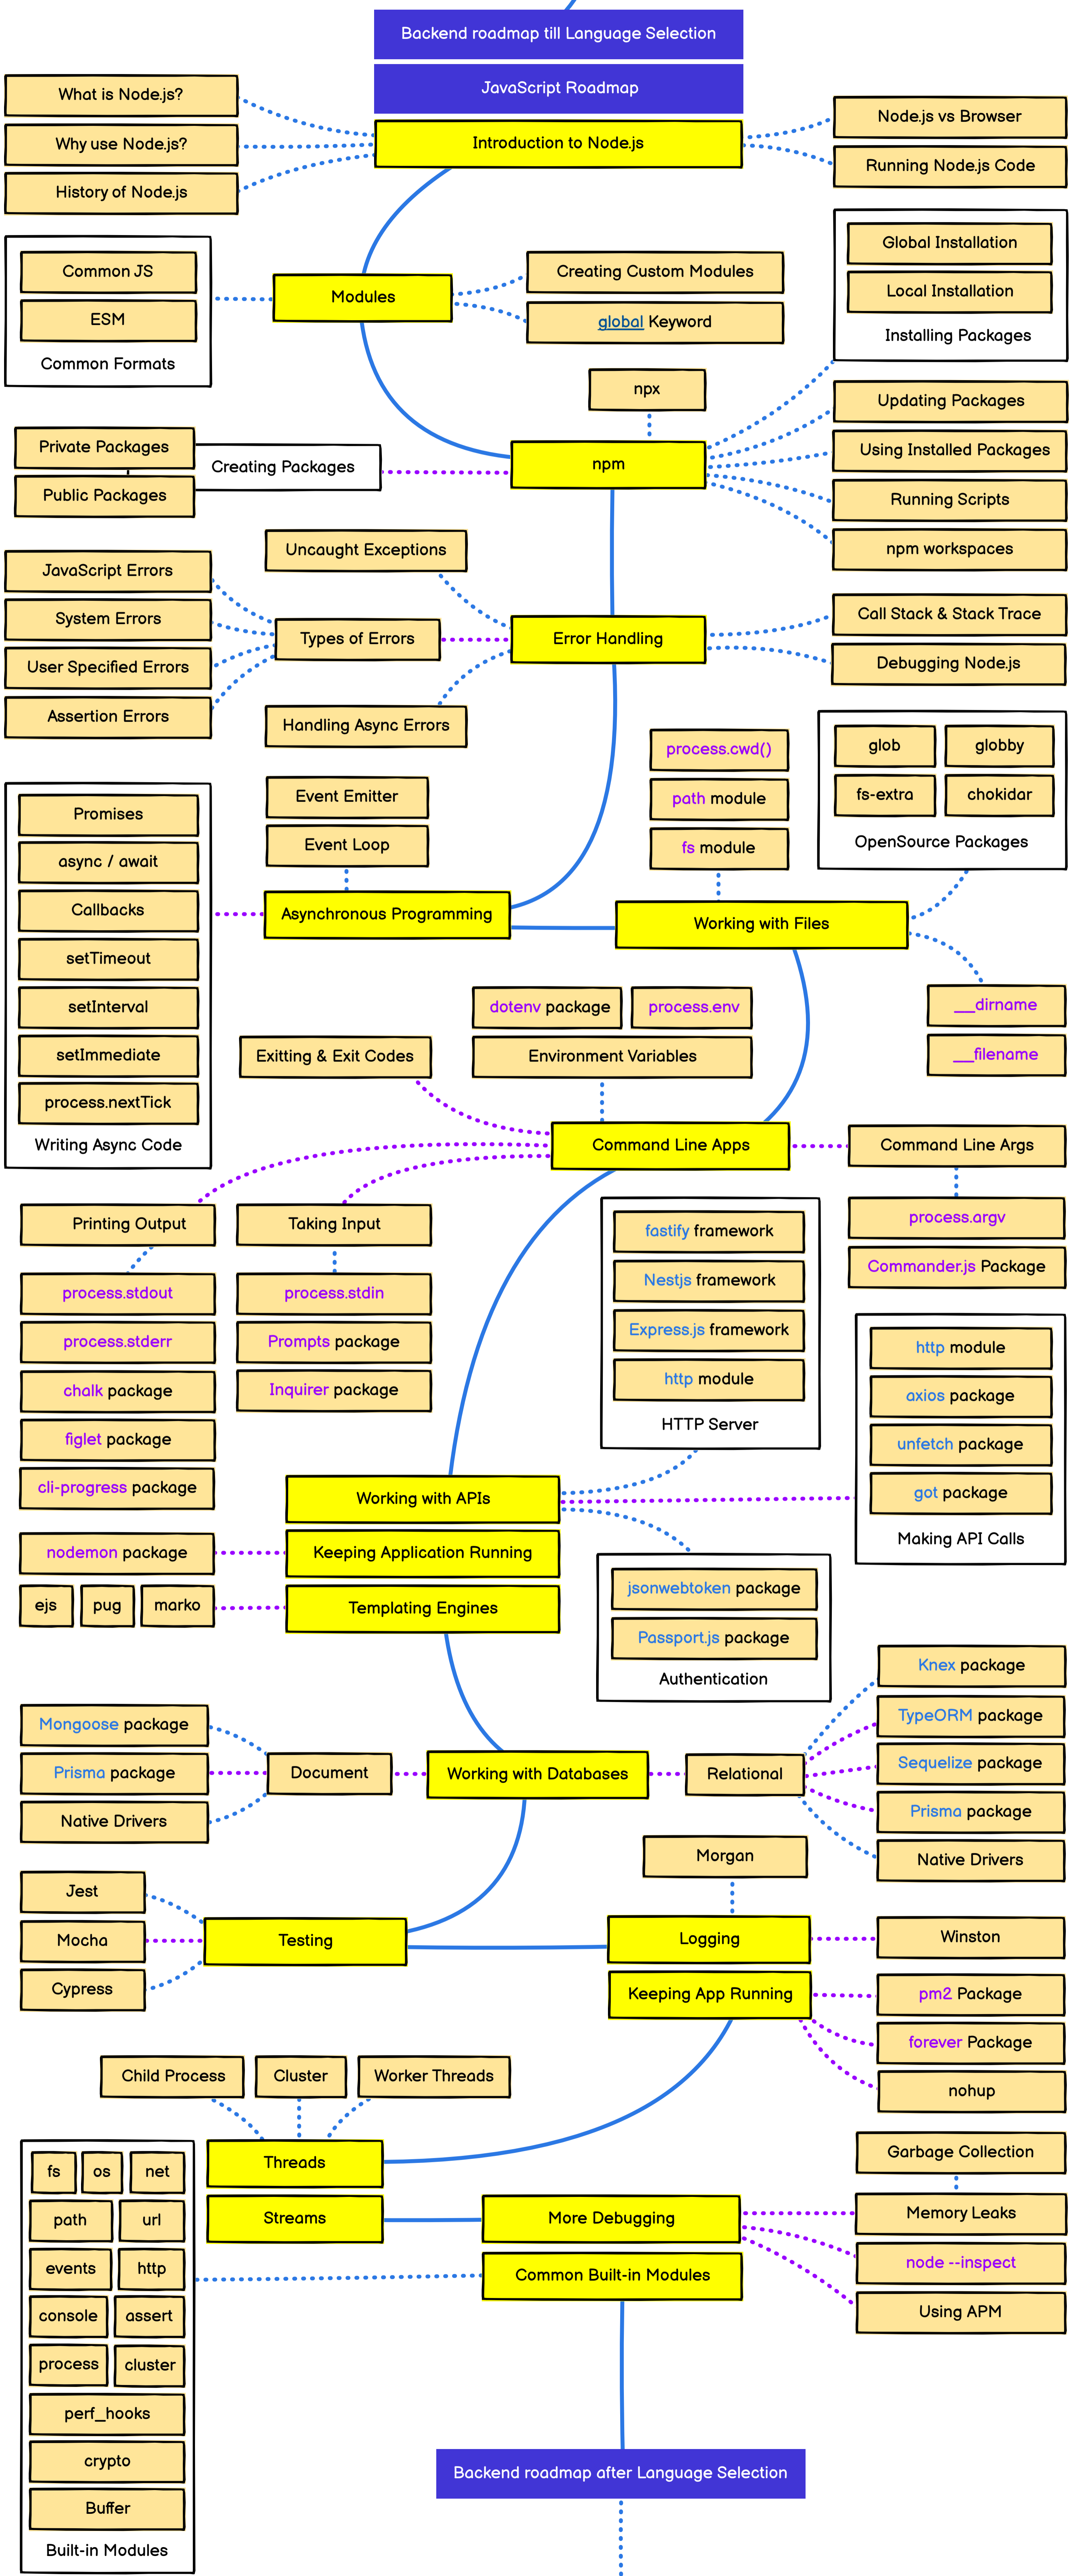 Backend roadmap till Language Selection
JavaScript Roadmap
What is Node.js?
Why use Node.js?
History of Node.js
Introduction to Node.js
Node.js vs Browser
Running Node.js Code
Common JS
ESM
Common Formats
Modules
Creating Custom Modules
global Keyword
Global Installation
Local Installation
Installing Packages
npx
Private Packages
Public Packages
Creating Packages
npm
Updating Packages
Using Installed Packages
Running Scripts
npm workspaces
Uncaught Exceptions
JavaScript Errors
System Errors
User Specified Errors
Assertion Errors
Types of Errors
Handling Async Errors
Error Handling
Call Stack & Stack Trace
Debugging Node.js
process.cwd()
path module
fs module
glob
globby
fs-extra
chokidar
OpenSource Packages
Promises
async / await
Callbacks
setTimeout
setInterval
setImmediate
process.nextTick
Writing Async Code
Event Emitter
Event Loop
Asynchronous Programming
Working with Files
__dirname
__filename
dotenv package
process.env
Exitting & Exit Codes
Environment Variables
Command Line Apps
Command Line Args
process.argv
Commander.js Package
Printing Output
process.stdout
process.stderr
chalk package
figlet package
cli-progress package
Taking Input
process.stdin
Prompts package
Inquirer package
fastify framework
Nestjs framework
Express.js framework
http module
HTTP Server
http module
axios package
unfetch package
got package
Making API Calls
Working with APIs
nodemon package
Keeping Application Running
ejs
pug
marko
Templating Engines
jsonwebtoken package
Passport.js package
Authentication
Mongoose package
Prisma package
Native Drivers
Document
Working with Databases
Relational
Knex package
TypeORM package
Sequelize package
Prisma package
Native Drivers
Jest
Mocha
Cypress
Testing
Morgan
Logging
Winston
Keeping App Running
pm2 Package
forever Package
nohup
Child Process
Cluster
Worker Threads
Threads
Streams
More Debugging
Garbage Collection
Memory Leaks
node --inspect
Using APM
Common Built-in Modules
fs
os
net
path
url
events
http
console
assert
process
cluster
perf_hooks
crypto
Buffer
Built-in Modules
Backend roadmap after Language Selection